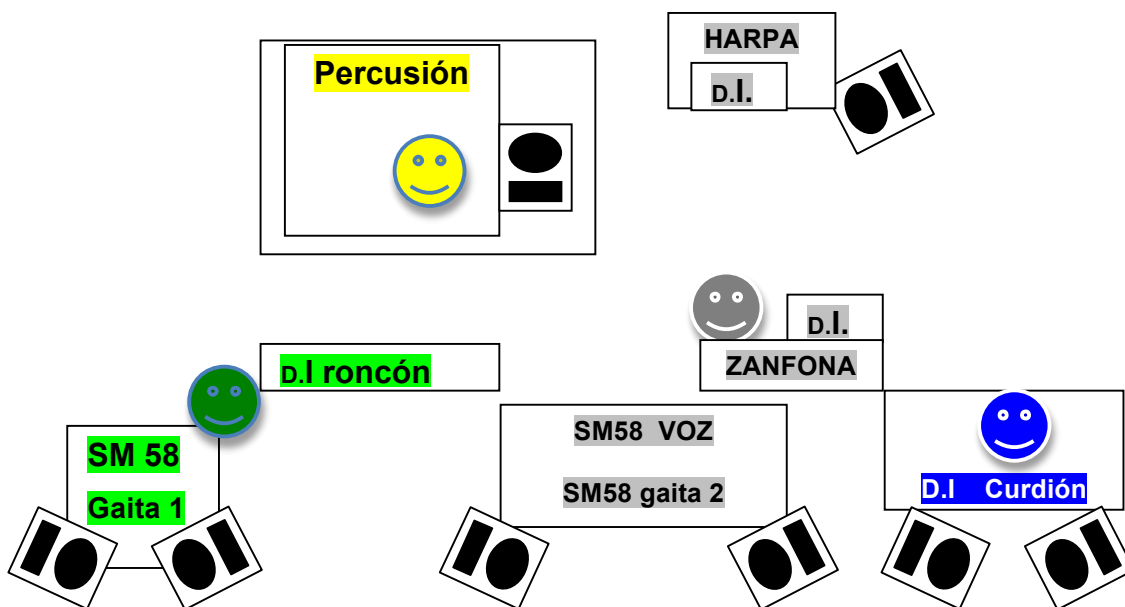 HARPA
D.I.
Percusión
D.I.
ZANFONA
D.I roncón
SM58 VOZ
SM58 gaita 2
D.I Curdión
SM 58
Gaita 1